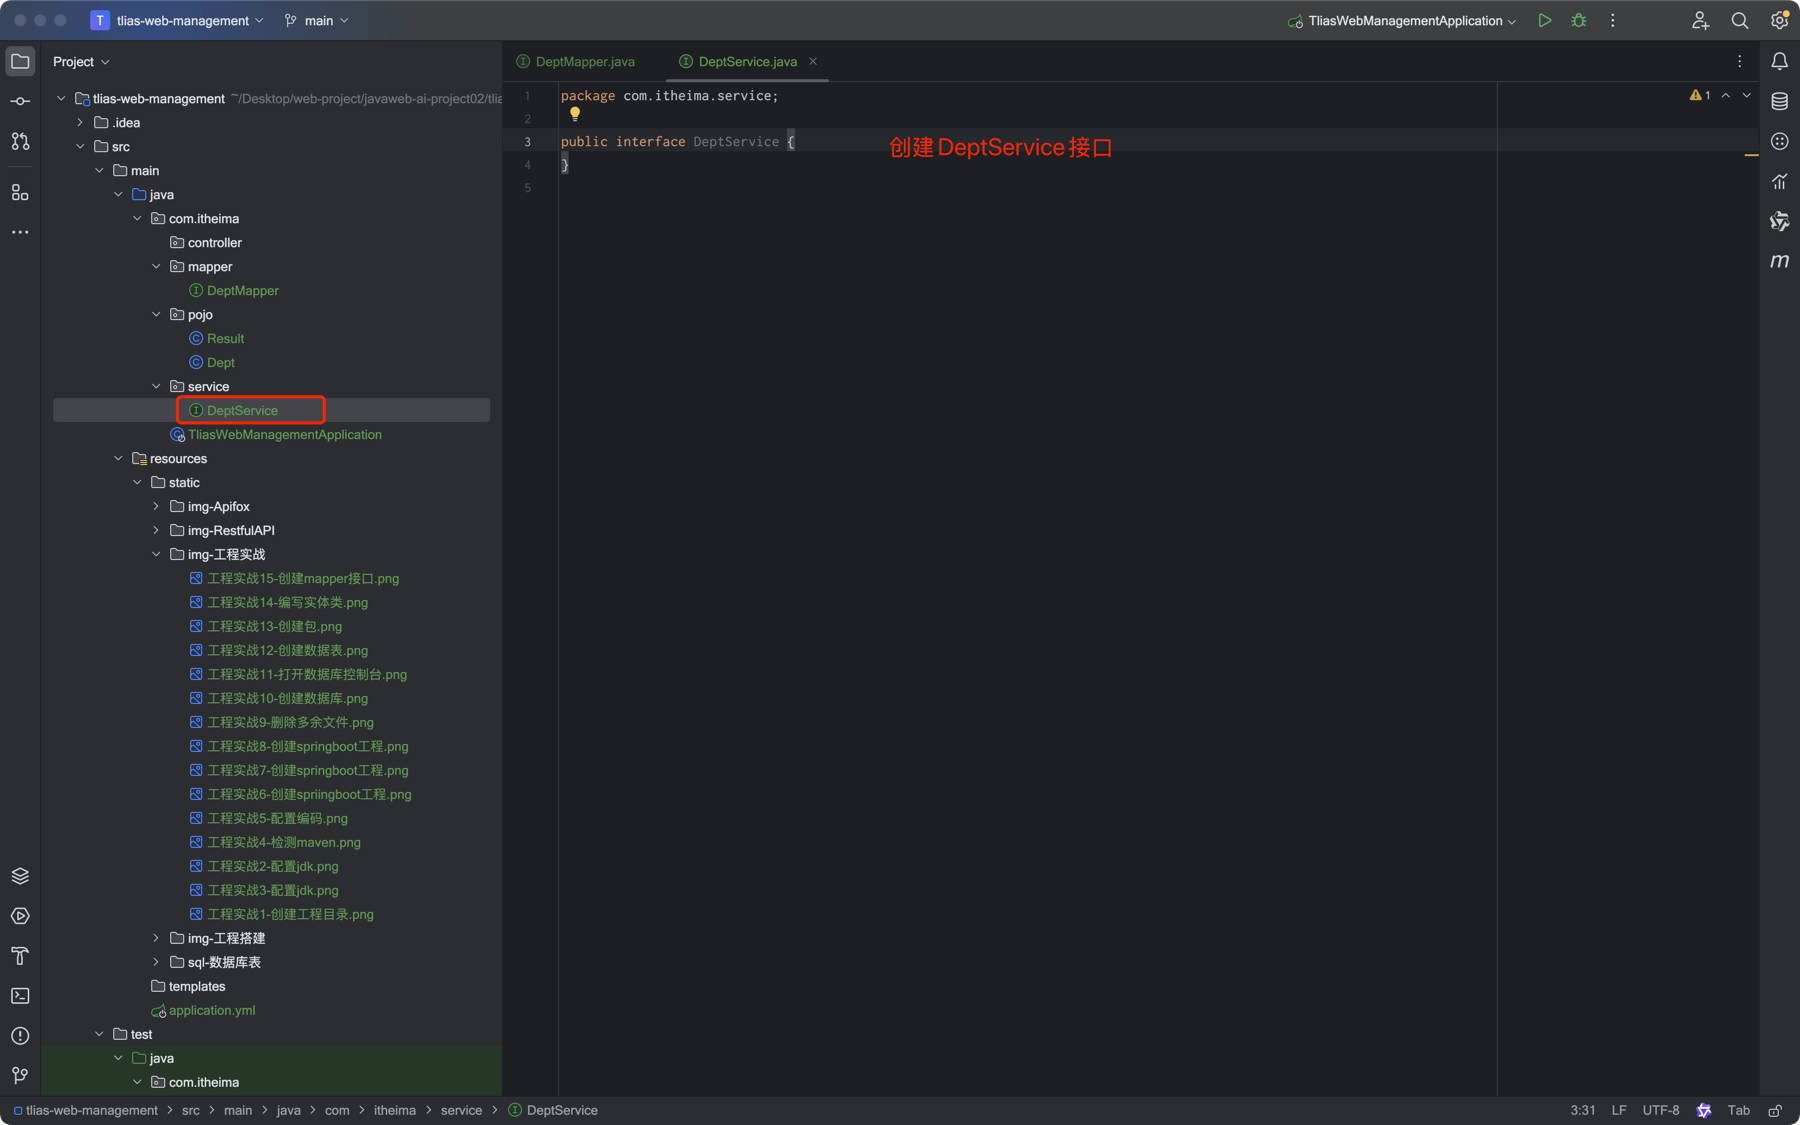 T tlias-web-management main TliasWebManagementApplication
Project
DeptMapper.java DeptService.java
tlias-web-management ~/Desktop/web-project/javaweb-ai-project02/tlia
.idea
src
main
java
com.itheima
controller
mapper
DeptMapper
pojo
Result
Dept
service
DeptService
TliasWebManagementApplication
resources
static
img-Apifox
img-RestfulAPI
img-工程实战
工程实战15-创建mapper接口.png
工程实战14-编写实体类.png
工程实战13-创建包.png
工程实战12-创建数据表.png
工程实战11-打开数据库控制台.png
工程实战10-创建数据库.png
工程实战9-删除多余文件.png
工程实战8-创建springboot工程.png
工程实战7-创建springboot工程.png
工程实战6-创建spriingboot工程.png
工程实战5-配置编码.png
工程实战4-检测maven.png
工程实战2-配置jdk.png
工程实战3-配置jdk.png
工程实战1-创建工程目录.png
img-工程搭建
sql-数据库表
templates
application.yml
test
java
com.itheima
1 package com.itheima.service;
2
3 public interface DeptService {
4 }
5
创建DeptService接口
1
m
tlias-web-management > src > main > java > com > itheima > service > DeptService
3:31 LF UTF-8 Tab